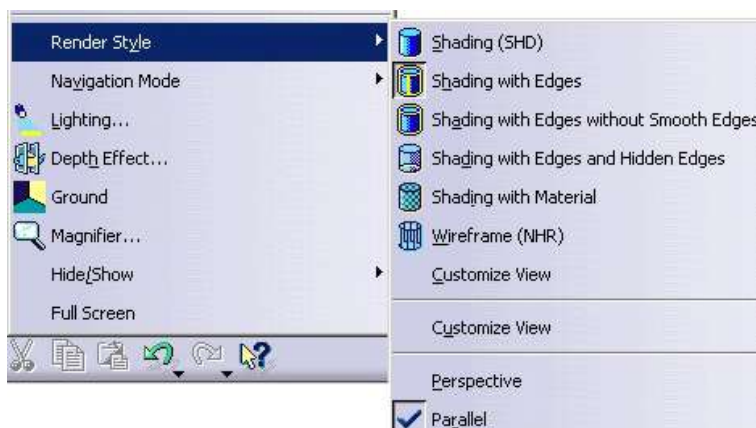 Render Style
Navigation Mode
Lighting...
Depth Effect...
Ground
Magnifier...
Hide/Show
Full Screen
Shading (SHD)
Shading with Edges
Shading with Edges without Smooth Edges
Shading with Edges and Hidden Edges
Shading with Material
Wireframe (NHR)
Customize View
Customize View
Perspective
Parallel